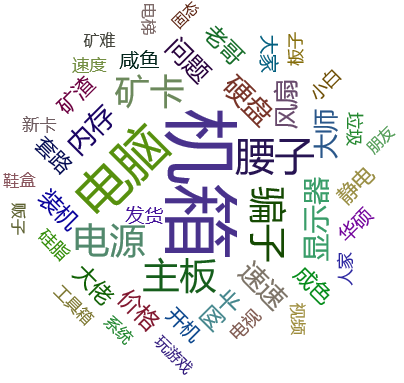 固态
电梯
矿难
咸鱼
问题
老哥
大家
板子
速度
矿渣
矿卡
硬盘
风扇
小白
新卡
内存
大师
垃圾
朋友
套路
电脑
机箱
腰子
鞋盒
装机
发货
骗子
显示器
静电
贩子
硅脂
电源
主板
华硕
大佬
速速
成色
人家
工具箱
价格
网卡
系统
开机
电视
视频
玩游戏